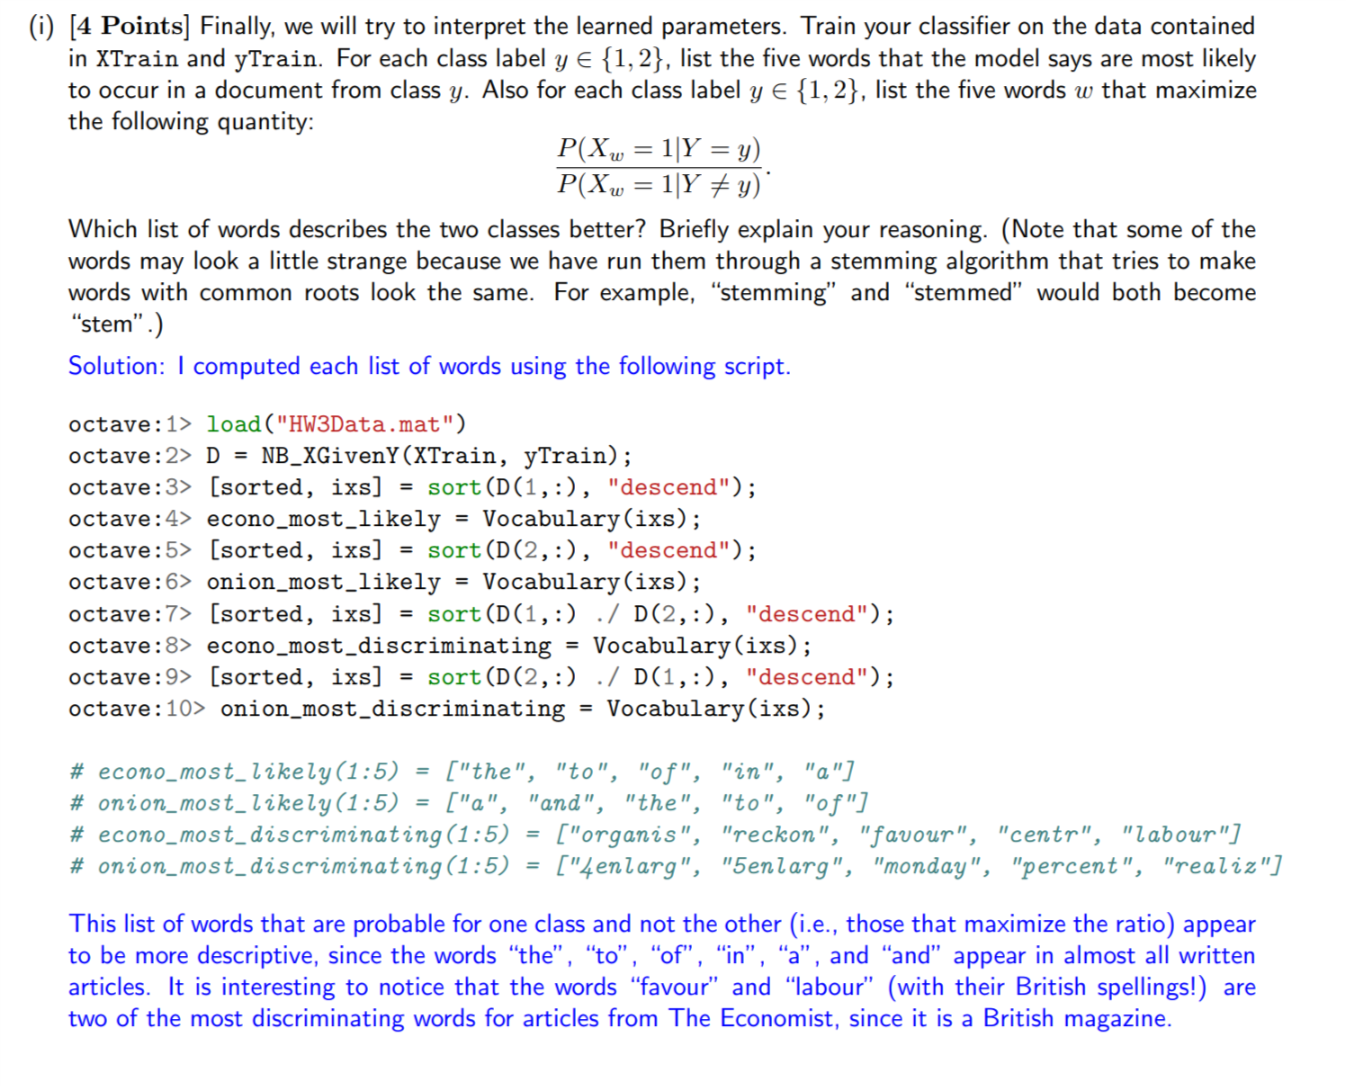 (i) [4 Points] Finally, we will try to interpret the learned parameters. Train your classifier on the data contained
in XTrain and yTrain. For each class label y ∈ {1, 2}, list the five words that the model says are most likely
to occur in a document from class y. Also for each class label y ∈ {1, 2}, list the five words w that maximize
the following quantity:
P(X_w = 1|Y = y)
P(X_w = 1|Y ≠ y) .
Which list of words describes the two classes better? Briefly explain your reasoning. (Note that some of the
words may look a little strange because we have run them through a stemming algorithm that tries to make
words with common roots look the same. For example, “stemming” and “stemmed” would both become
“stem”.)
Solution: I computed each list of words using the following script.
octave:1> load("HW3Data.mat")
octave:2> D = NB_XGivenY(XTrain, yTrain);
octave:3> [sorted, ixs] = sort(D(1,:), "descend");
octave:4> econo_most_likely = Vocabulary(ixs);
octave:5> [sorted, ixs] = sort(D(2,:), "descend");
octave:6> onion_most_likely = Vocabulary(ixs);
octave:7> [sorted, ixs] = sort(D(1,:) ./ D(2,:), "descend");
octave:8> econo_most_discriminating = Vocabulary(ixs);
octave:9> [sorted, ixs] = sort(D(2,:) ./ D(1,:), "descend");
octave:10> onion_most_discriminating = Vocabulary(ixs);
# econo_most_likely(1:5) = ["the", "to", "of", "in", "a"]
# onion_most_likely(1:5) = ["a", "and", "the", "to", "of"]
# econo_most_discriminating(1:5) = ["organis", "reckon", "favour", "centr", "labour"]
# onion_most_discriminating(1:5) = ["4enlarg", "5enlarg", "monday", "percent", "realiz"]
This list of words that are probable for one class and not the other (i.e., those that maximize the ratio) appear
to be more descriptive, since the words “the”, “to”, “of”, “in”, “a”, and “and” appear in almost all written
articles. It is interesting to notice that the words “favour” and “labour” (with their British spellings!) are
two of the most discriminating words for articles from The Economist, since it is a British magazine.